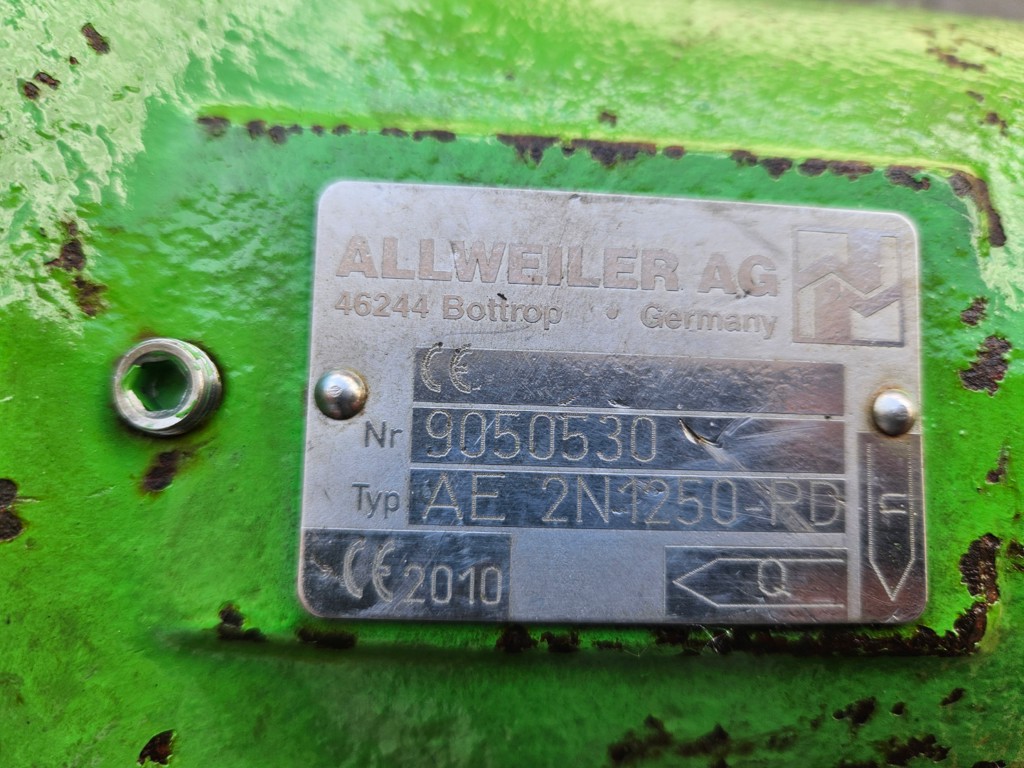 ALLWEILER AG
46244 Bottrop • Germany
CE
Nr 9050530
Typ AE 2N1250-RD
n
CE 2010
Q